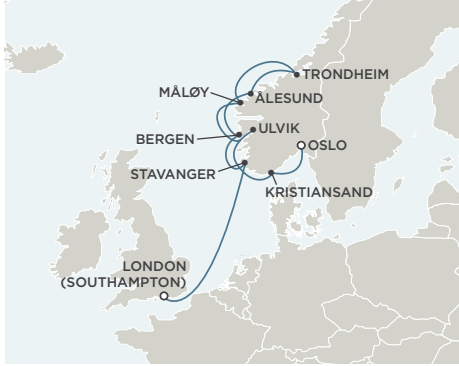 TRONDHEIM
MÅLØY
ÅLESUND
ULVIK
BERGEN
OSLO
STAVANGER
KRISTIANSAND
LONDON
(SOUTHAMPTON)